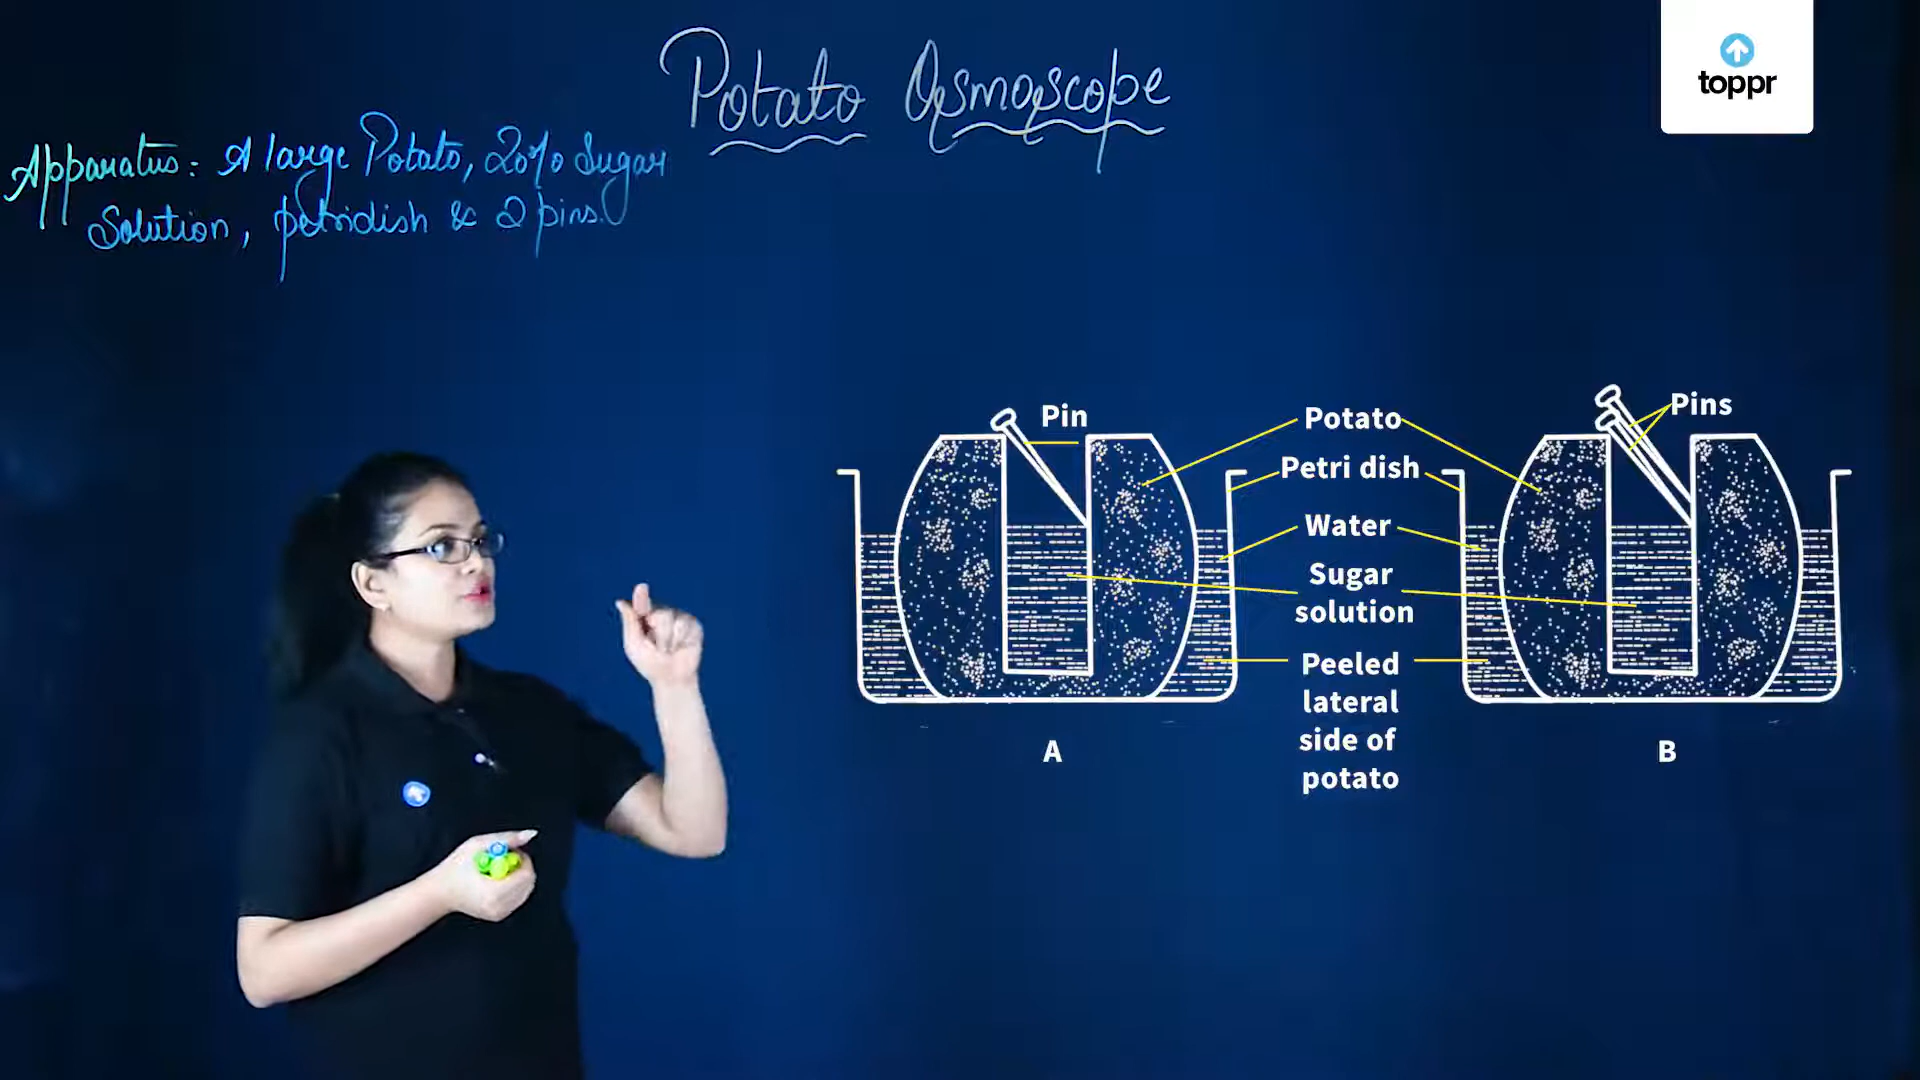 Potato Osmoscope
toppr
Apparatus: A large Potato, 20% Sugar
Solution, petridish & 2 pins.
Pin
Potato
Petri dish
Water
Sugar
solution
Peeled
lateral
side of
potato
Pins
A
B